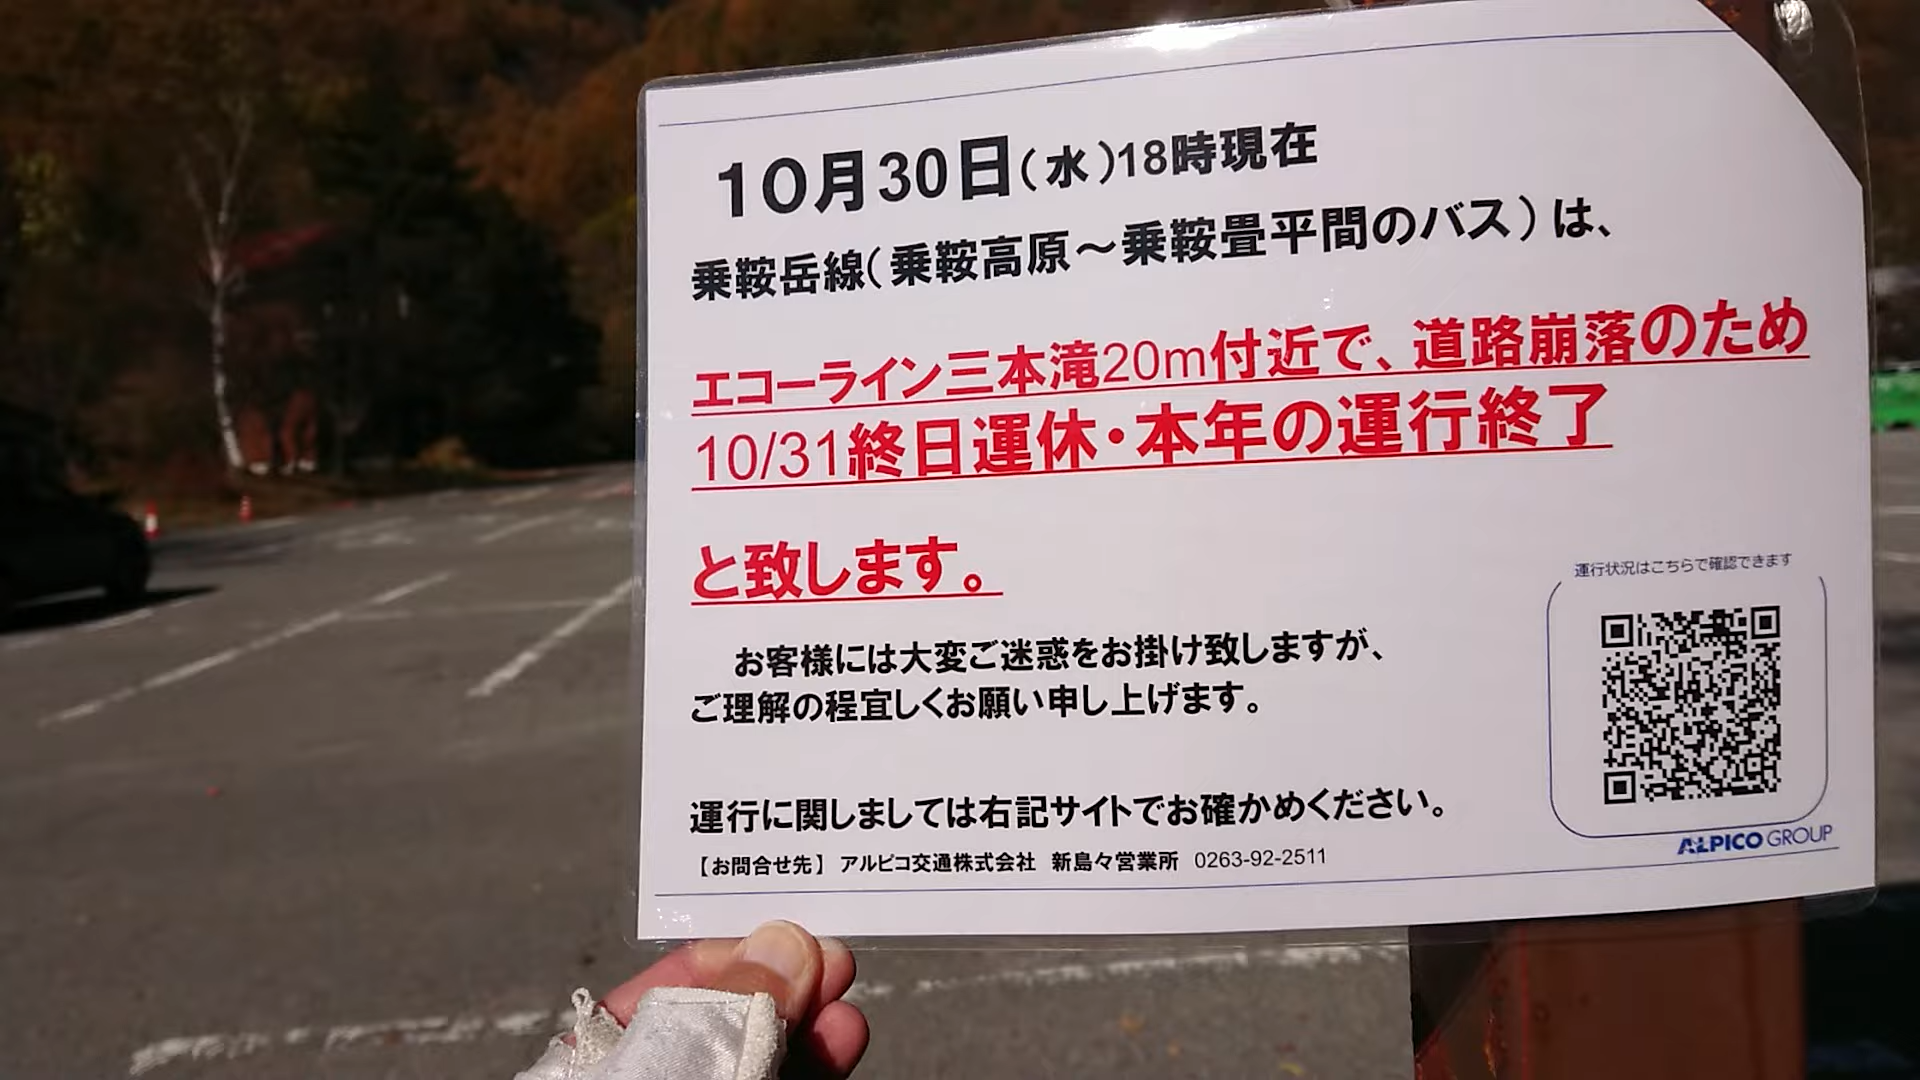 10月30日(水)18時現在
乗鞍岳線(乗鞍高原～乗鞍畳平間のバス)は、
エコーライン三本滝20m付近で、道路崩落のため
10/31終日運休・本年の運行終了
と致します。
運行状況はこちらで確認できます
お客様には大変ご迷惑をお掛け致しますが、
ご理解の程宜しくお願い申し上げます。
運行に関しましては右記サイトでお確かめください。
ALPICO GROUP
【お問合せ先】 アルピコ交通株式会社 新島々営業所 0263-92-2511